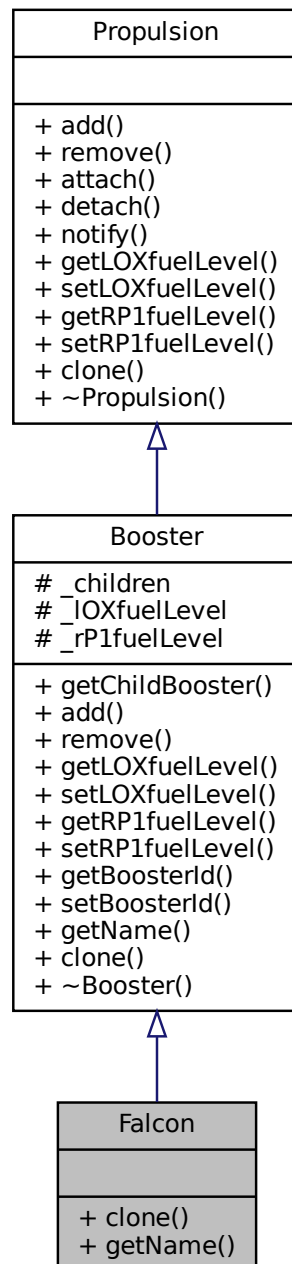 Propulsion
+ add()
+ remove()
+ attach()
+ detach()
+ notify()
+ getLOXfuelLevel()
+ setLOXfuelLevel()
+ getRP1fuelLevel()
+ setRP1fuelLevel()
+ clone()
+ ~Propulsion()
Booster
# _children
# _lOXfuelLevel
# _rP1fuelLevel
+ getChildBooster()
+ add()
+ remove()
+ getLOXfuelLevel()
+ setLOXfuelLevel()
+ getRP1fuelLevel()
+ setRP1fuelLevel()
+ getBoosterId()
+ setBoosterId()
+ getName()
+ clone()
+ ~Booster()
Falcon
+ clone()
+ getName()